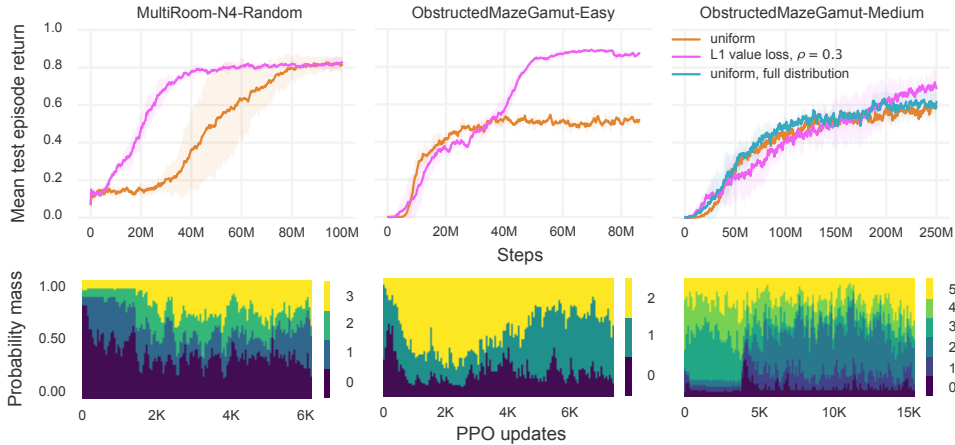 MultiRoom-N4-Random
ObstructedMazeGamut-Easy
ObstructedMazeGamut-Medium
Mean test episode return
1.0
0.8
0.6
0.4
0.2
0.0
uniform
L1 value loss, ρ = 0.3
uniform, full distribution
0 20M 40M 60M 80M 100M
0 20M 40M 60M 80M
0 50M 100M 150M 200M 250M
Steps
Probability mass
1.00
0.50
0.00
3
2
1
0
2
1
0
5
4
3
2
1
0
0 2K 4K 6K
0 2K 4K 6K
0 5K 10K 15K
PPO updates